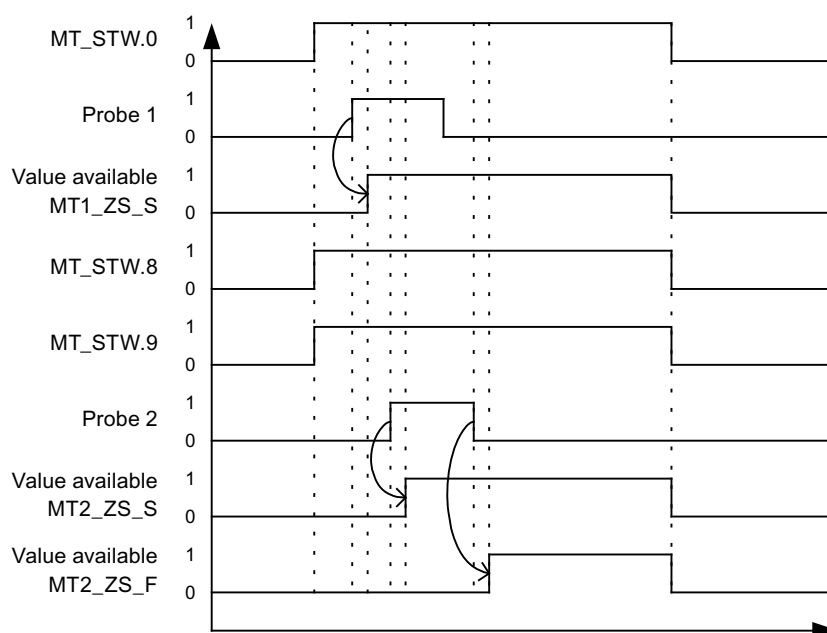 MT_STW.0 1
0
Probe 1 1
0
Value available 1
MT1_ZS_S 0
MT_STW.8 1
0
MT_STW.9 1
0
Probe 2 1
0
Value available 1
MT2_ZS_S 0
Value available 1
MT2_ZS_F 0